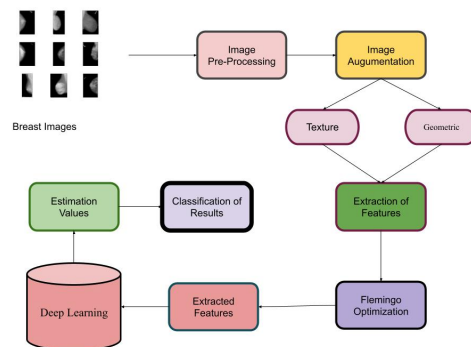 Image
Pre-Processing
Image
Augumentation
Breast Images
Texture
Geometric
Estimation
Values
Classification of
Results
Extraction of
Features
Deep Learning
Extracted
Features
Flemingo
Optimization